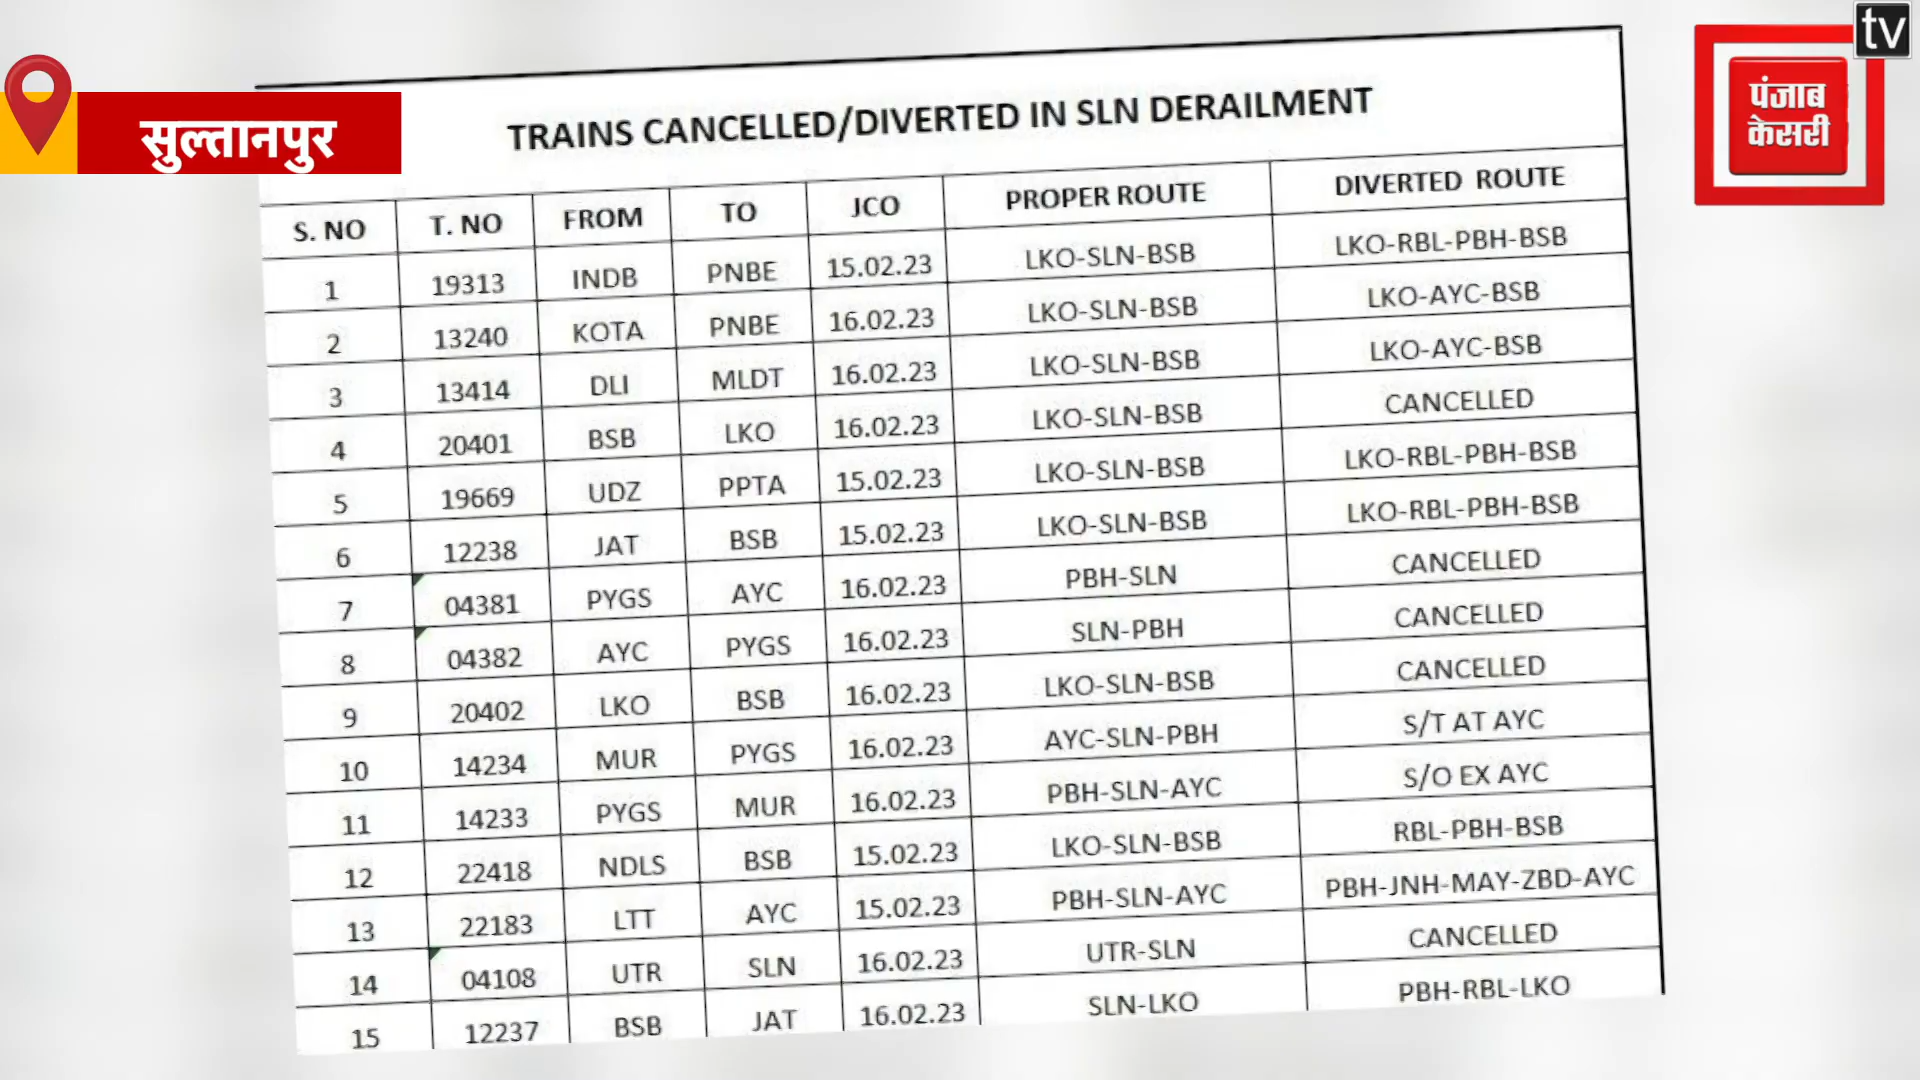 tv
पंजाब
केसरी
सुल्तानपुर
TRAINS CANCELLED/DIVERTED IN SLN DERAILMENT
S. NO T. NO FROM TO JCO PROPER ROUTE DIVERTED ROUTE
1 19313 INDB PNBE 15.02.23 LKO-SLN-BSB LKO-RBL-PBH-BSB
2 13240 KOTA PNBE 16.02.23 LKO-SLN-BSB LKO-AYC-BSB
3 13414 DLI MLDT 16.02.23 LKO-SLN-BSB LKO-AYC-BSB
4 20401 BSB LKO 16.02.23 LKO-SLN-BSB CANCELLED
5 19669 UDZ PPTA 15.02.23 LKO-SLN-BSB LKO-RBL-PBH-BSB
6 12238 JAT BSB 15.02.23 LKO-SLN-BSB LKO-RBL-PBH-BSB
7 04381 PYGS AYC 16.02.23 PBH-SLN CANCELLED
8 04382 AYC PYGS 16.02.23 SLN-PBH CANCELLED
9 20402 LKO BSB 16.02.23 LKO-SLN-BSB CANCELLED
10 14234 MUR PYGS 16.02.23 AYC-SLN-PBH S/T AT AYC
11 14233 PYGS MUR 16.02.23 PBH-SLN-AYC S/O EX AYC
12 22418 NDLS BSB 15.02.23 LKO-SLN-BSB RBL-PBH-BSB
13 22183 LTT AYC 15.02.23 PBH-SLN-AYC PBH-JNH-MAY-ZBD-AYC
14 04108 UTR SLN 16.02.23 UTR-SLN CANCELLED
15 12237 BSB JAT 16.02.23 SLN-LKO PBH-RBL-LKO